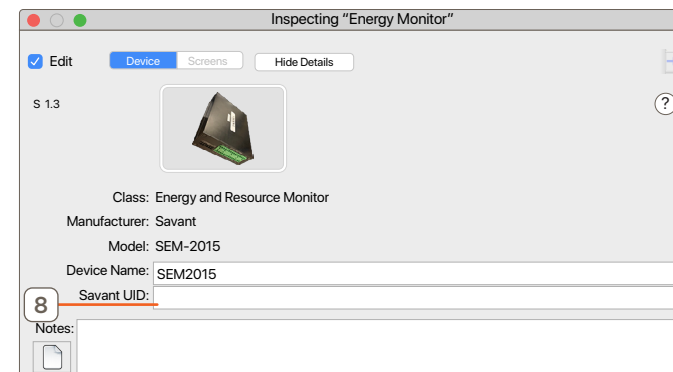 Inspecting “Energy Monitor”
Edit Device Screens Hide Details
S 1.3
?
Class: Energy and Resource Monitor
Manufacturer: Savant
Model: SEM-2015
Device Name: SEM2015
Savant UID:
8
Notes: